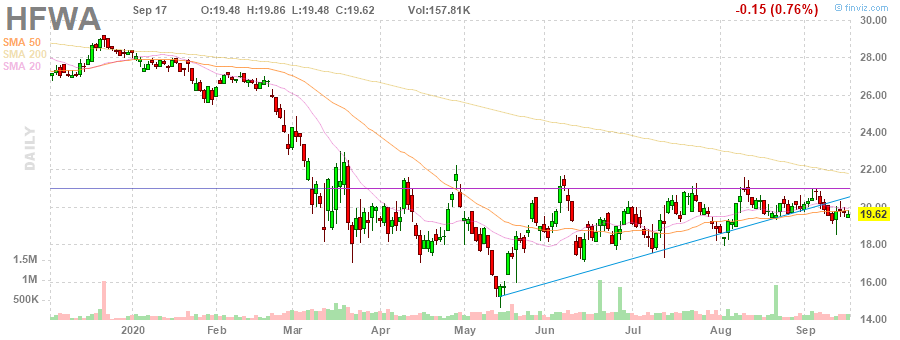 HFWA
Sep 17 O:19.48 H:19.86 L:19.48 C:19.62 Vol:157.81K
-0.15 (0.76%)
© finviz.com
SMA 50
SMA 200
SMA 20
DAILY
30.00
28.00
26.00
24.00
22.00
20.00
19.62
18.00
16.00
14.00
1.5M
1M
500K
2020 Feb Mar Apr May Jun Jul Aug Sep